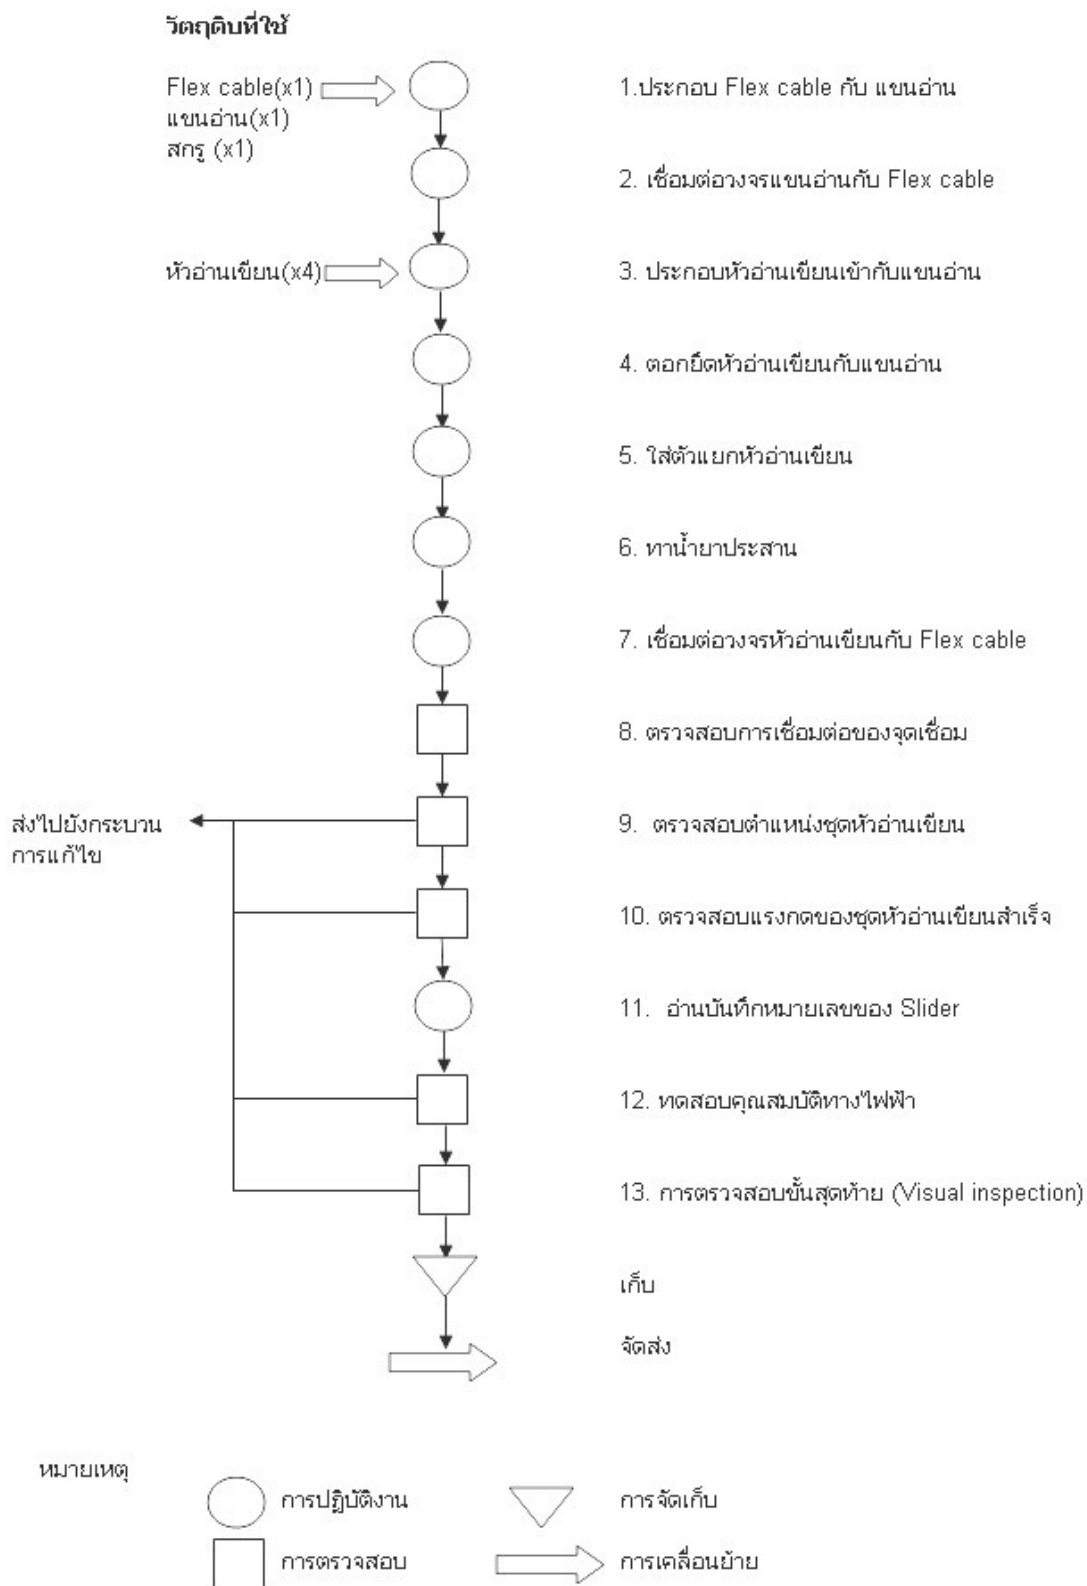 วัตถุดิบที่ใช้
Flex cable(x1)
แขนอ่าน(x1)
สกรู (x1)
1.ประกอบ Flex cable กับ แขนอ่าน
2. เชื่อมต่อวงจรแขนอ่านกับ Flex cable
หัวอ่านเขียน(x4)
3. ประกอบหัวอ่านเขียนเข้ากับแขนอ่าน
4. ตอกยึดหัวอ่านเขียนกับแขนอ่าน
5. ใส่ตัวแยกหัวอ่านเขียน
6. ทาน้ำยาประสาน
7. เชื่อมต่อวงจรหัวอ่านเขียนกับ Flex cable
8. ตรวจสอบการเชื่อมต่อของจุดเชื่อม
ส่งไปยังกระบวน
การแก้ไข
9. ตรวจสอบตำแหน่งชุดหัวอ่านเขียน
10. ตรวจสอบแรงกดของชุดหัวอ่านเขียนสำเร็จ
11. อ่านบันทึกหมายเลขของ Slider
12. ทดสอบคุณสมบัติทางไฟฟ้า
13. การตรวจสอบขั้นสุดท้าย (Visual inspection)
เก็บ
จัดส่ง
หมายเหตุ
การปฏิบัติงาน
การจัดเก็บ
การตรวจสอบ
การเคลื่อนย้าย